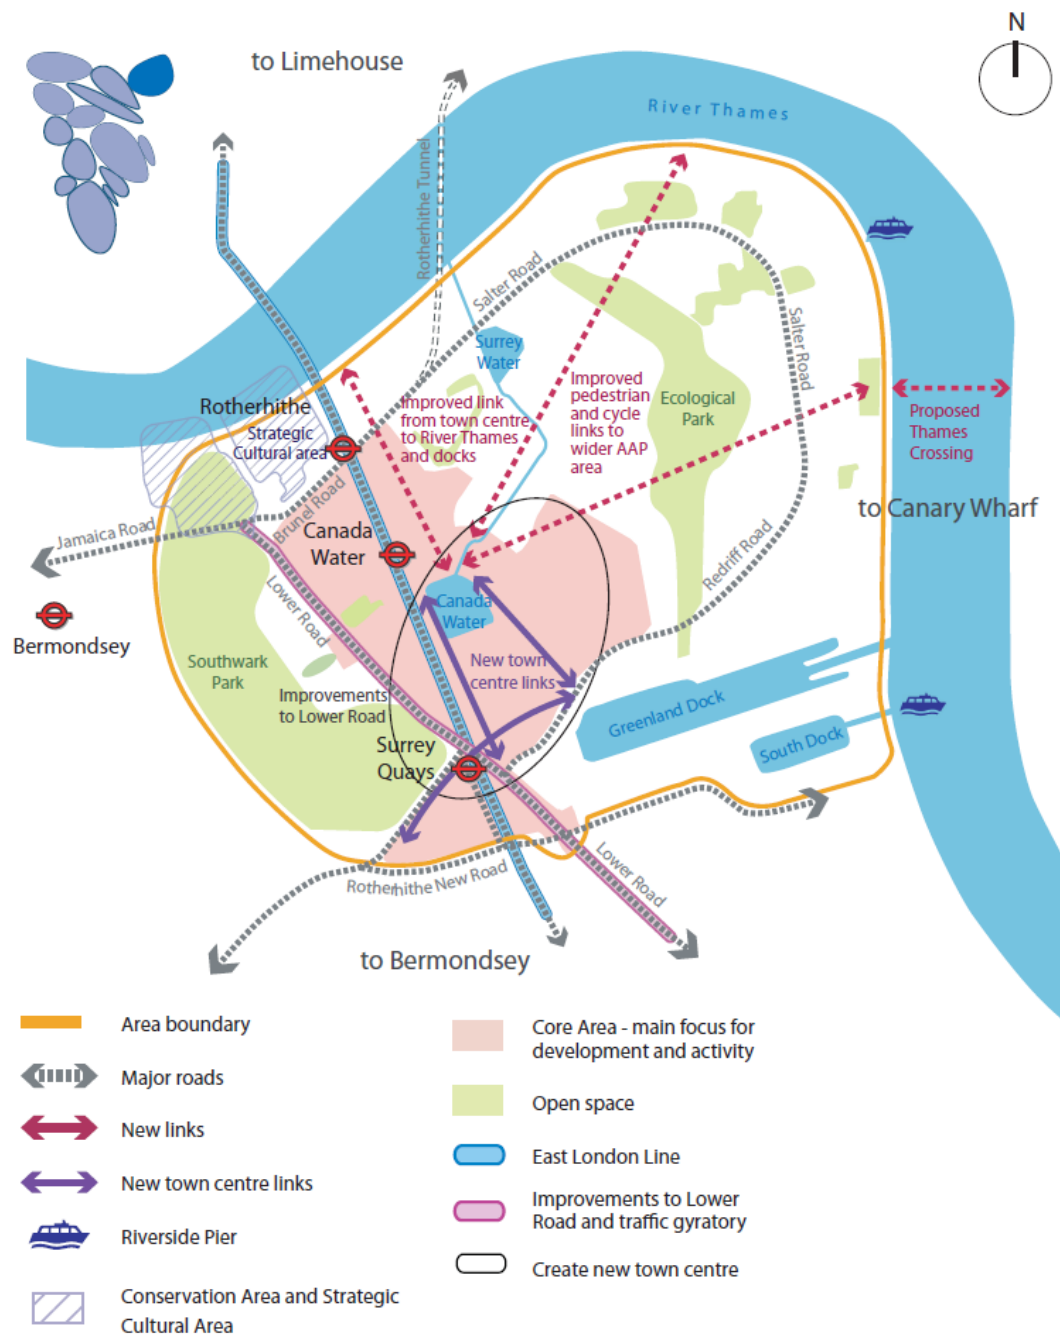 N
to Limehouse
River Thames
Rotherhithe Tunnel
Salter Road
Salter Road
Surrey
Water
Improved
pedestrian
and cycle
links to
wider AAP
area
Ecological
Park
Improved link
from town centre
to River Thames
and docks
Proposed
Thames
Crossing
Rotherhithe
Strategic
Cultural area
to Canary Wharf
Brunel Road
Jamaica Road
Canada
Water
Redriff Road
Lower Road
Canada
Water
Bermondsey
Southwark
Park
New town
centre links
Improvements
to Lower Road
Greenland Dock
South Dock
Surrey
Quays
Lower Road
Rotherhithe New Road
to Bermondsey
Area boundary
Major roads
New links
New town centre links
Riverside Pier
Conservation Area and Strategic
Cultural Area
Core Area - main focus for
development and activity
Open space
East London Line
Improvements to Lower
Road and traffic gyratory
Create new town centre